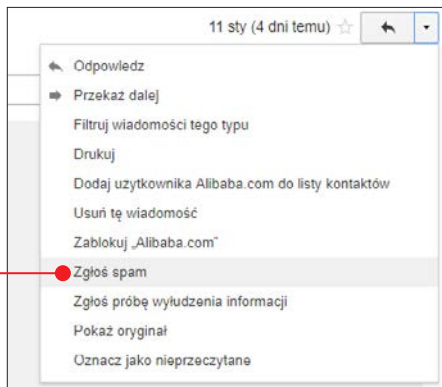 11 sty (4 dni temu)
Odpowiedz
Przekaż dalej
Filtruj wiadomości tego typu
Drukuj
Dodaj użytkownika Alibaba.com do listy kontaktów
Usuń tę wiadomość
Zablokuj „Alibaba.com”
Zgłoś spam
Zgłoś próbę wyłudzenia informacji
Pokaż oryginał
Oznacz jako nieprzeczytane